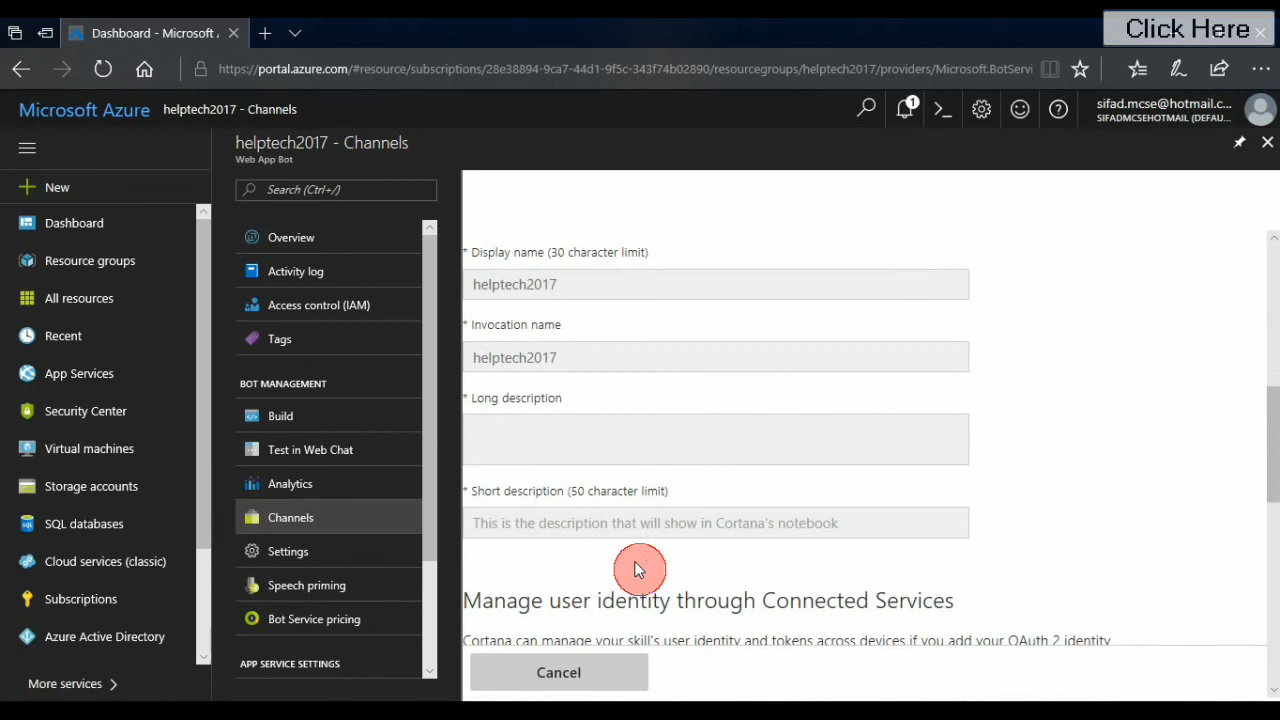 Dashboard - Microsoft A
Click Here
https://portal.azure.com/#resource/subscriptions/28e38894-9ca7-44d1-9f5c-343f74b02890/resourcegroups/helptech2017/providers/Microsoft.BotServi
Microsoft Azure
helptech2017 - Channels
1
sifad.mcse@hotmail.c...
SIFADMCSEHOTMAIL (DEFAU...
helptech2017 - Channels
Web App Bot
New
Dashboard
Resource groups
All resources
Recent
App Services
Security Center
Virtual machines
Storage accounts
SQL databases
Cloud services (classic)
Subscriptions
Azure Active Directory
More services
Search (Ctrl+/)
Overview
Activity log
Access control (IAM)
Tags
BOT MANAGEMENT
Build
Test in Web Chat
Analytics
Channels
Settings
Speech priming
Bot Service pricing
APP SERVICE SETTINGS
* Display name (30 character limit)
helptech2017
* Invocation name
helptech2017
* Long description
* Short description (50 character limit)
This is the description that will show in Cortana's notebook
Manage user identity through Connected Services
Cortana can manage your skill's user identity and tokens across devices if you add your OAuth 2 identity
Cancel